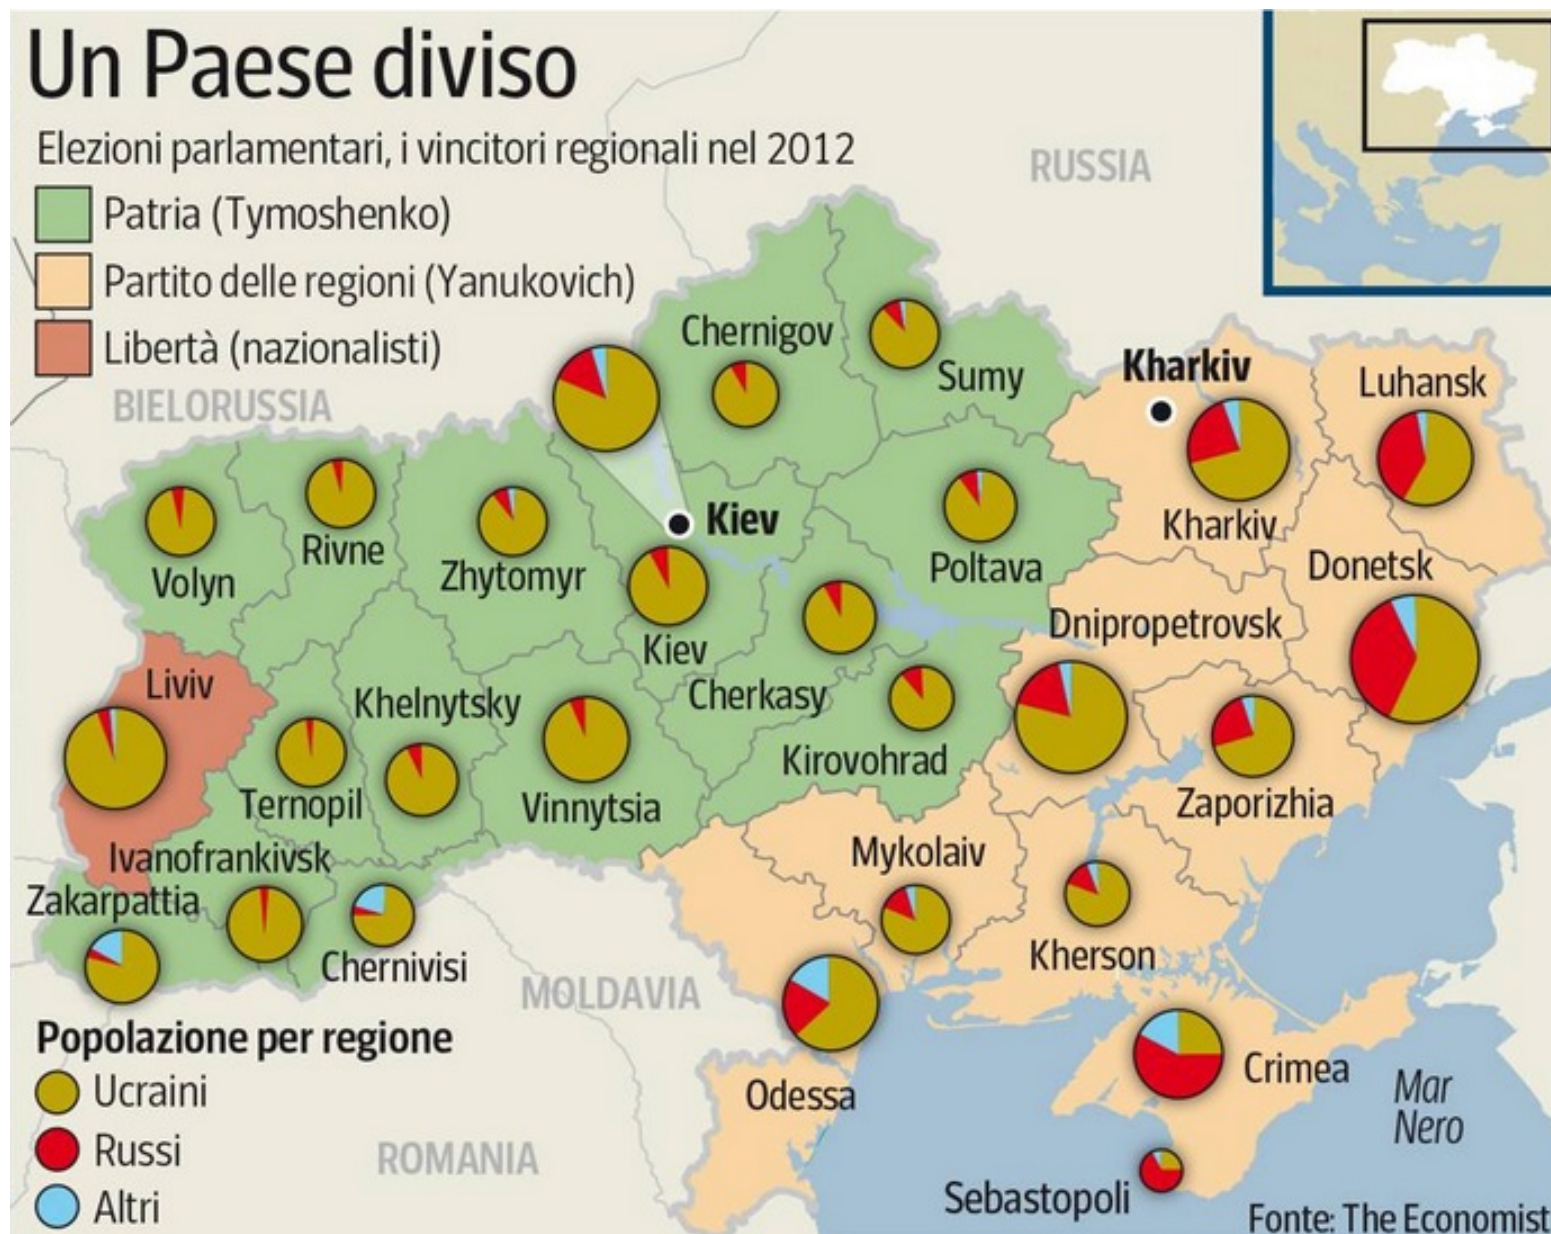 Un Paese diviso
Elezioni parlamentari, i vincitori regionali nel 2012
Patria (Tymoshenko)
Partito delle regioni (Yanukovich)
Libertà (nazionalisti)
RUSSIA
BIELORUSSIA
Chernigov
Sumy
Kharkiv
Luhansk
Kharkiv
Donetsk
Volyn
Rivne
Zhytomyr
Kiev
Kiev
Poltava
Dnipropetrovsk
Liviv
Khelnytsky
Cherkasy
Kirovohrad
Ternopil
Vinnytsia
Zaporizhia
Ivanofrankivsk
Zakarpattia
Chernivisi
Mykolaiv
Kherson
MOLDAVIA
Odessa
Crimea
Mar
Nero
Sebastopoli
ROMANIA
Popolazione per regione
Ucraini
Russi
Altri
Fonte: The Economist